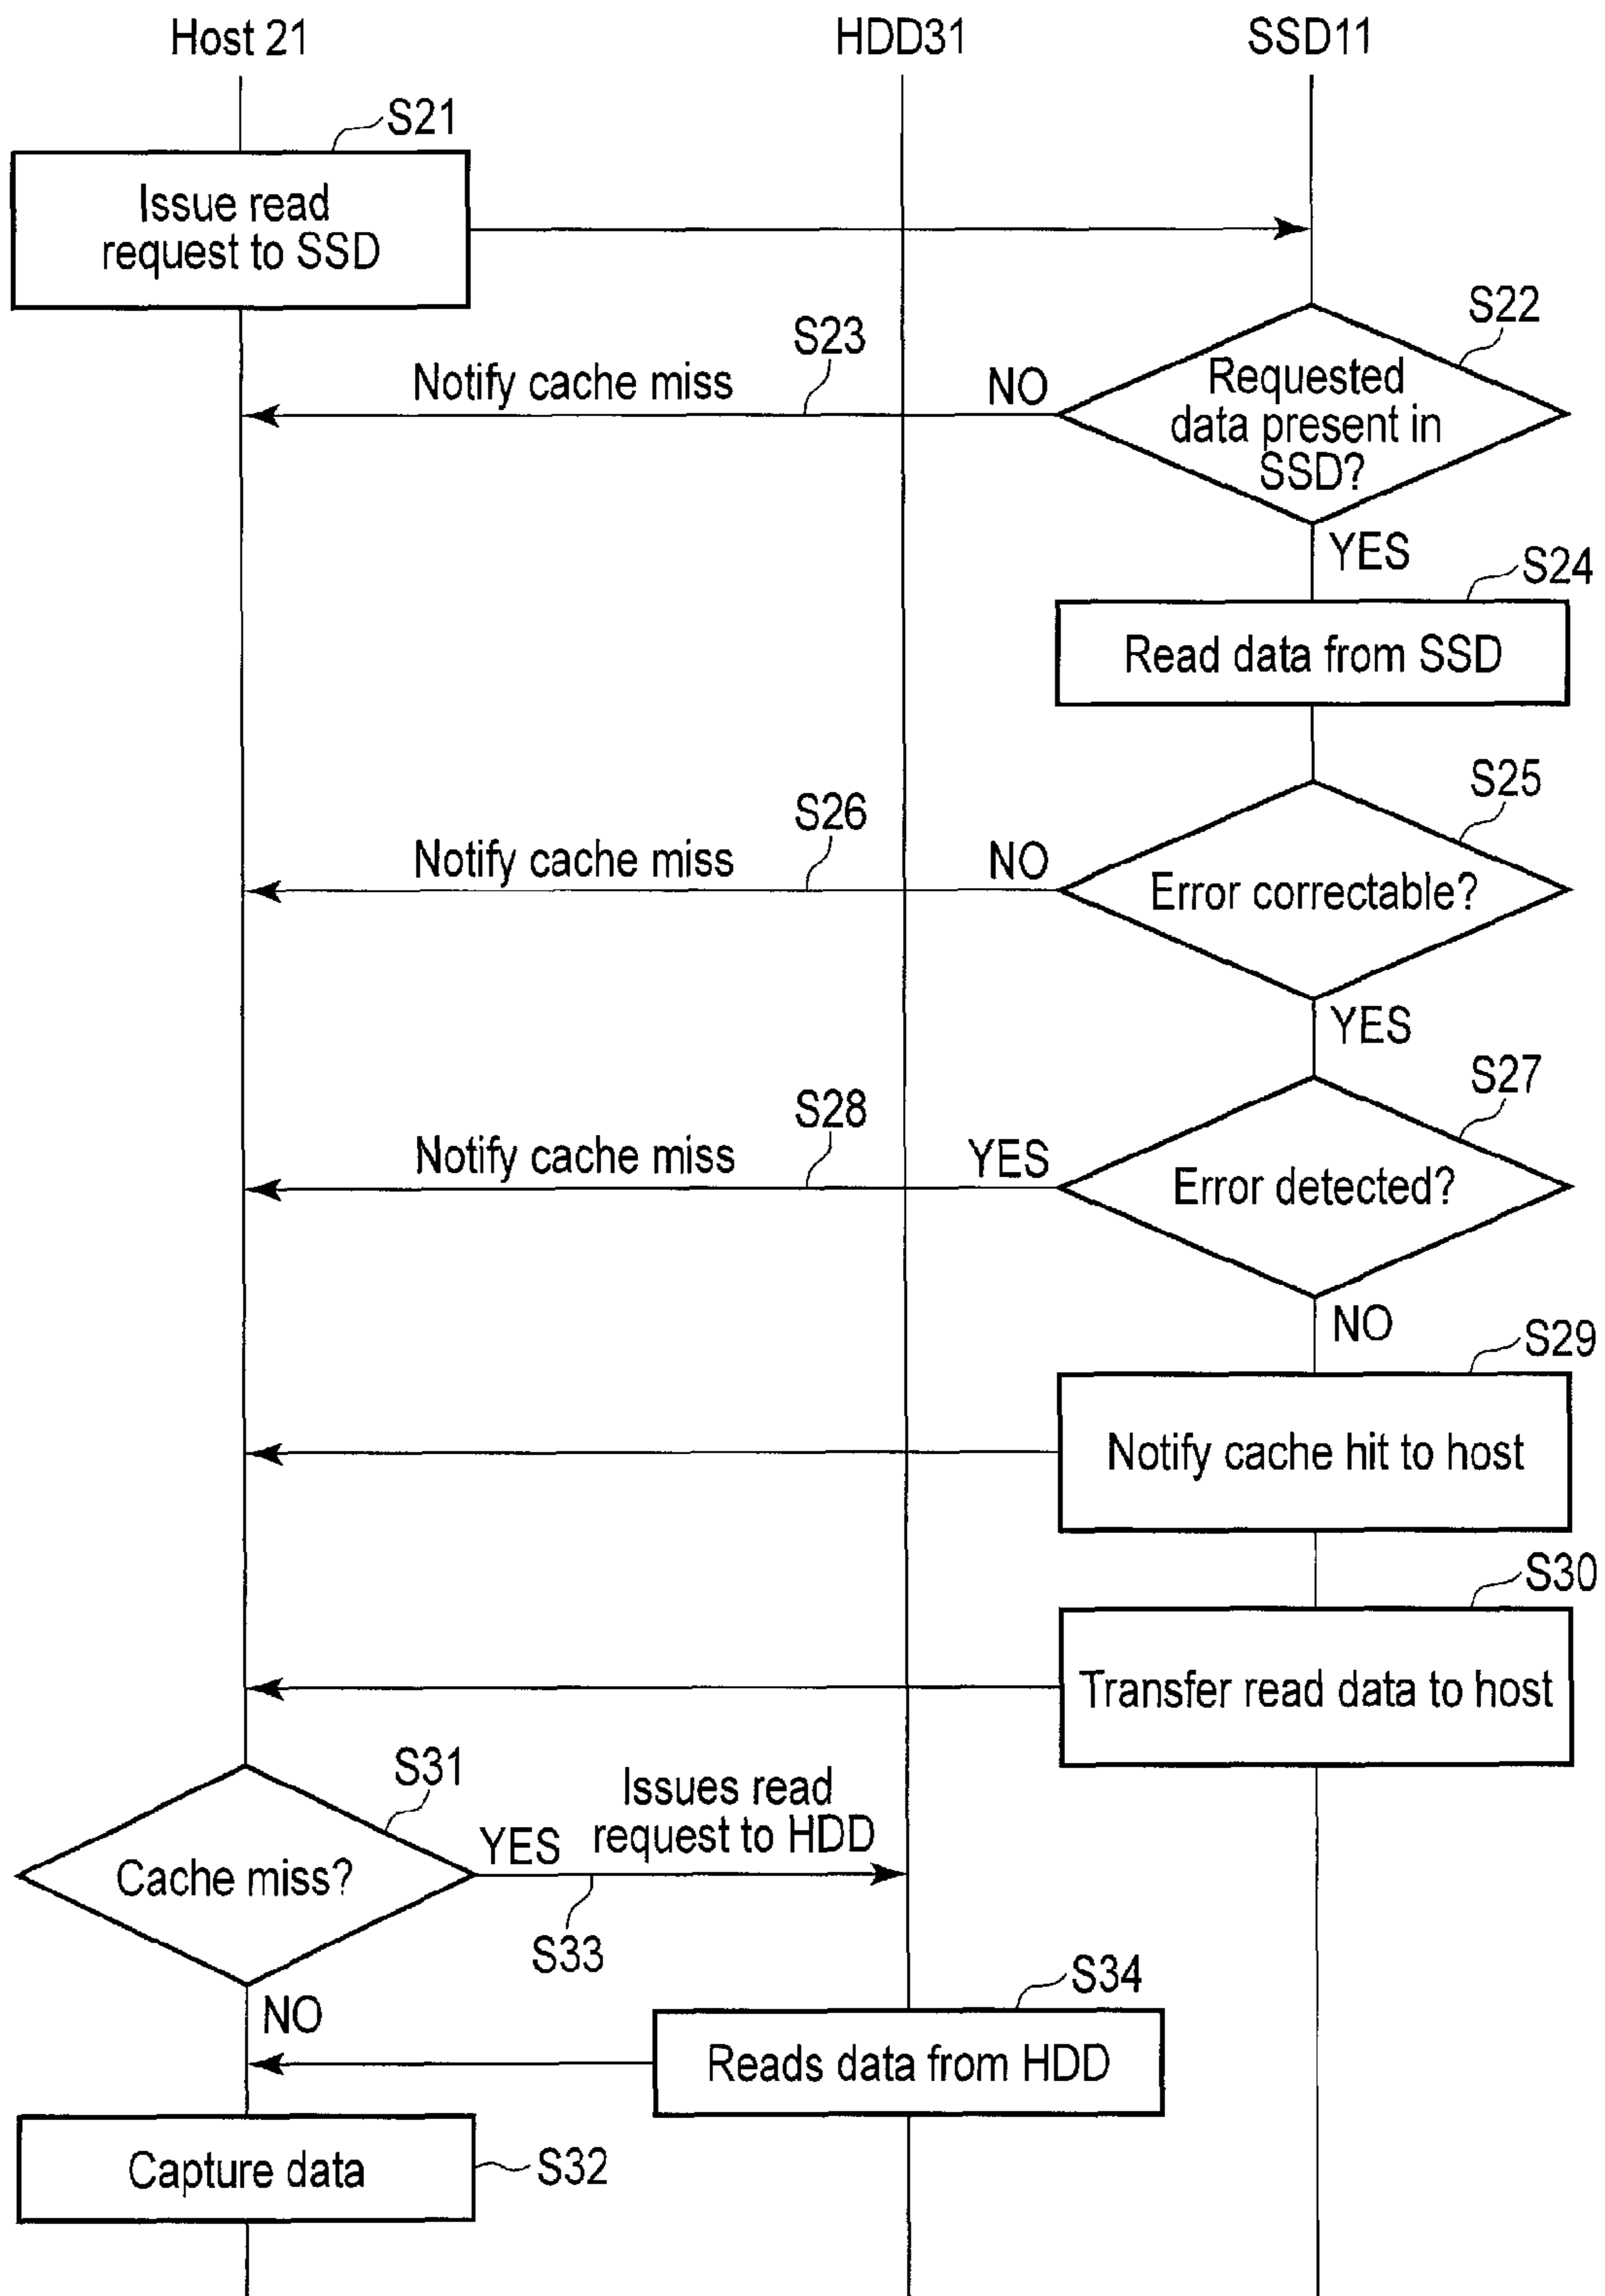 Host 21
HDD31
SSD11
S21
Issue read
request to SSD
S22
Requested
data present in
SSD?
NO
S23
Notify cache miss
YES
S24
Read data from SSD
S25
Error correctable?
NO
S26
Notify cache miss
YES
S27
Error detected?
YES
S28
Notify cache miss
NO
S29
Notify cache hit to host
S30
Transfer read data to host
S31
Cache miss?
YES
Issues read
request to HDD
S33
NO
S34
Reads data from HDD
Capture data
S32